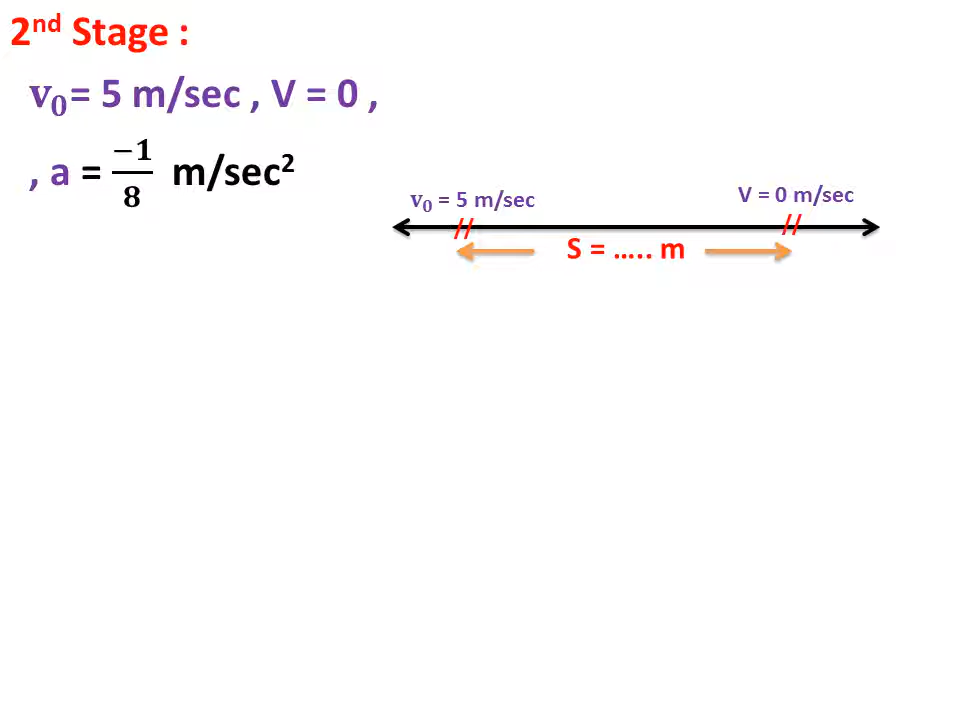 2nd Stage :
v₀= 5 m/sec , V = 0 ,
, a = −1/8 m/sec²
v₀ = 5 m/sec
V = 0 m/sec
S = ….. m